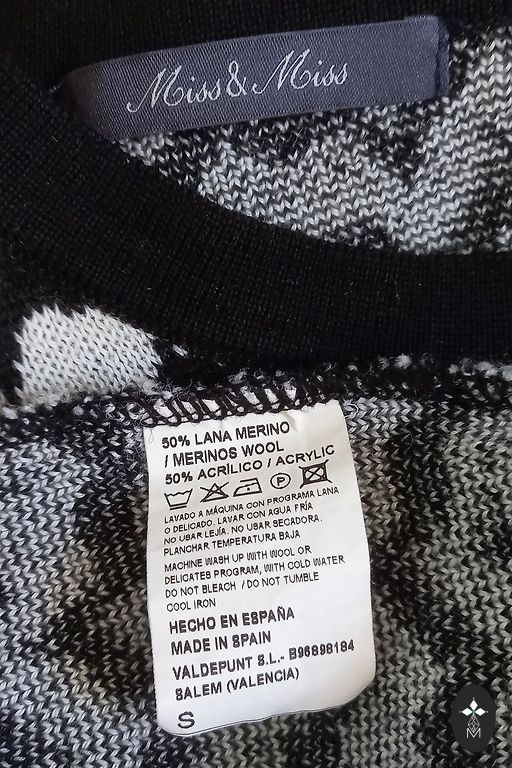 Miss & Miss
50% LANA MERINO
/ MERINOS WOOL
50% ACRÍLICO / ACRYLIC
P
LAVADO A MÁQUINA CON PROGRAMA LANA
O DELICADO. LAVAR CON AGUA FRÍA
NO USAR LEJÍA. NO USAR SECADORA.
PLANCHAR TEMPERATURA BAJA
MACHINE WASH UP WITH WOOL OR
DELICATES PROGRAM, WITH COLD WATER
DO NOT BLEACH / DO NOT TUMBLE
COOL IRON
HECHO EN ESPAÑA
MADE IN SPAIN
VALDEPUNT S.L.- B96898184
SALEM (VALENCIA)
S
M